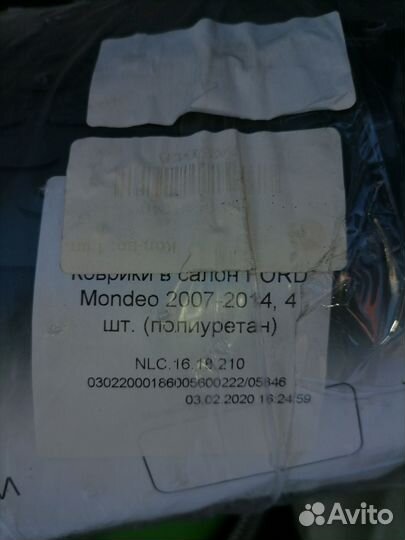 Коврики в салон FORD
Mondeo 2007-2014, 4
шт. (полиуретан)
NLC.16.18.210
03022000186005600222/05846
03.02.2020 16:24:59
Avito